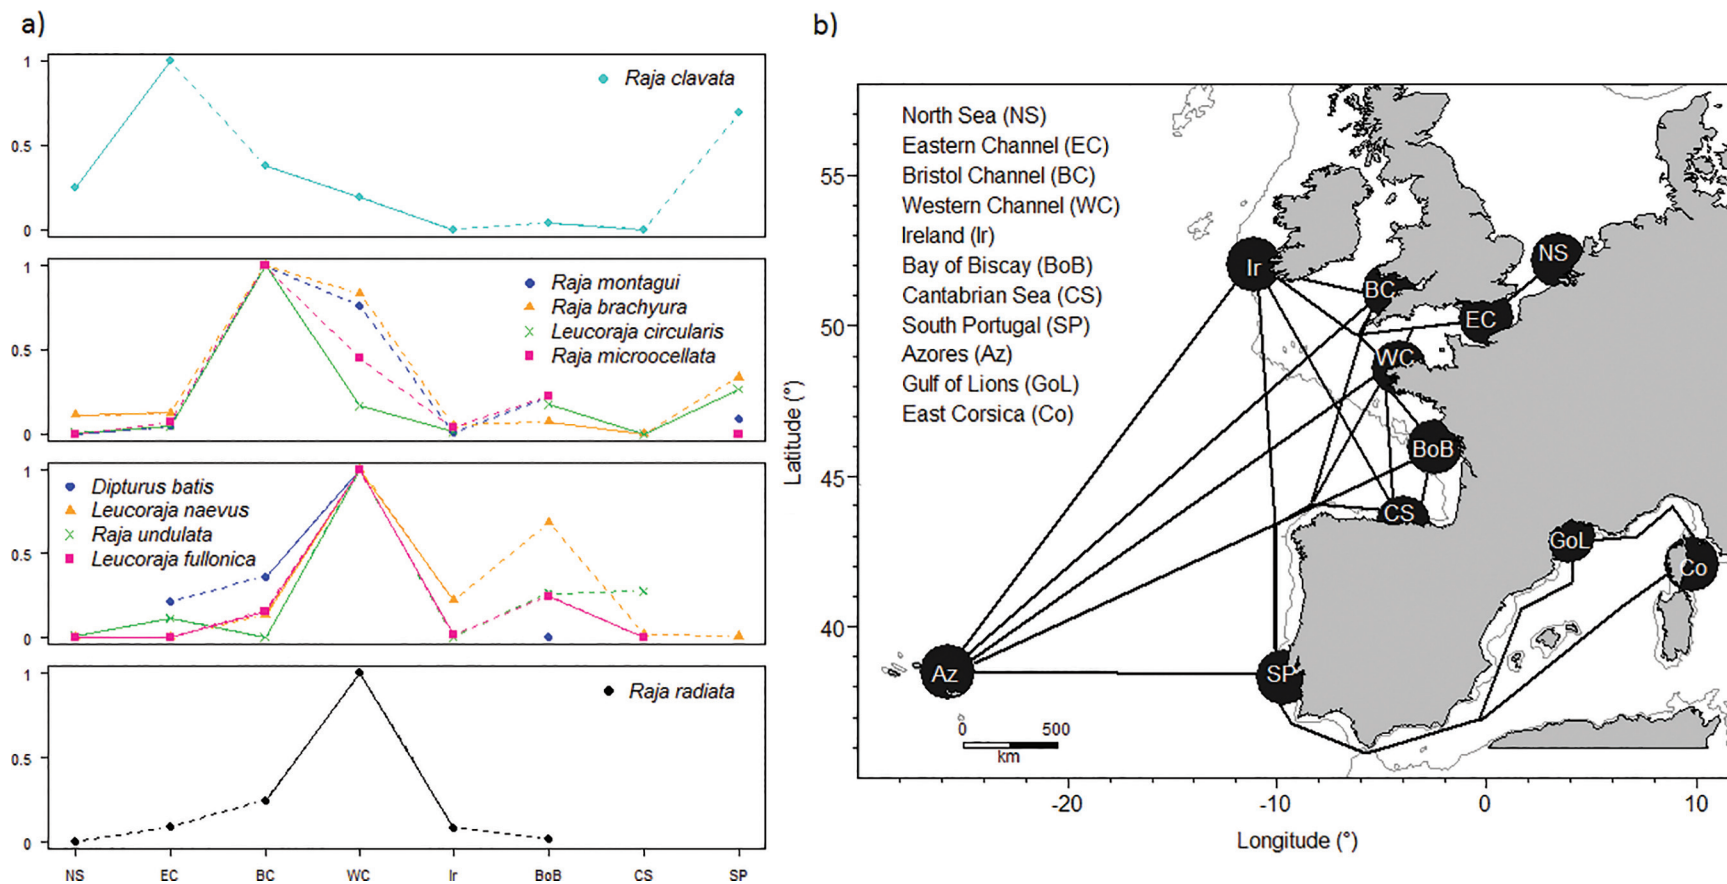 a)
1
0.5
0
Raja clavata
1
0.5
0
Raja montagui
Raja brachyura
Leucoraja circularis
Raja microocellata
1
0.5
0
Dipturus batis
Leucoraja naevus
Raja undulata
Leucoraja fullonica
1
0.5
0
Raja radiata
NS EC BC WC Ir BoB CS SP
b)
North Sea (NS)
Eastern Channel (EC)
Bristol Channel (BC)
Western Channel (WC)
Ireland (Ir)
Bay of Biscay (BoB)
Cantabrian Sea (CS)
South Portugal (SP)
Azores (Az)
Gulf of Lions (GoL)
East Corsica (Co)
Latitude (°)
55
50
45
40
Ir
BC
NS
EC
WC
BoB
CS
GoL
Co
Az
SP
0 500
km
-20 -10 0 10
Longitude (°)